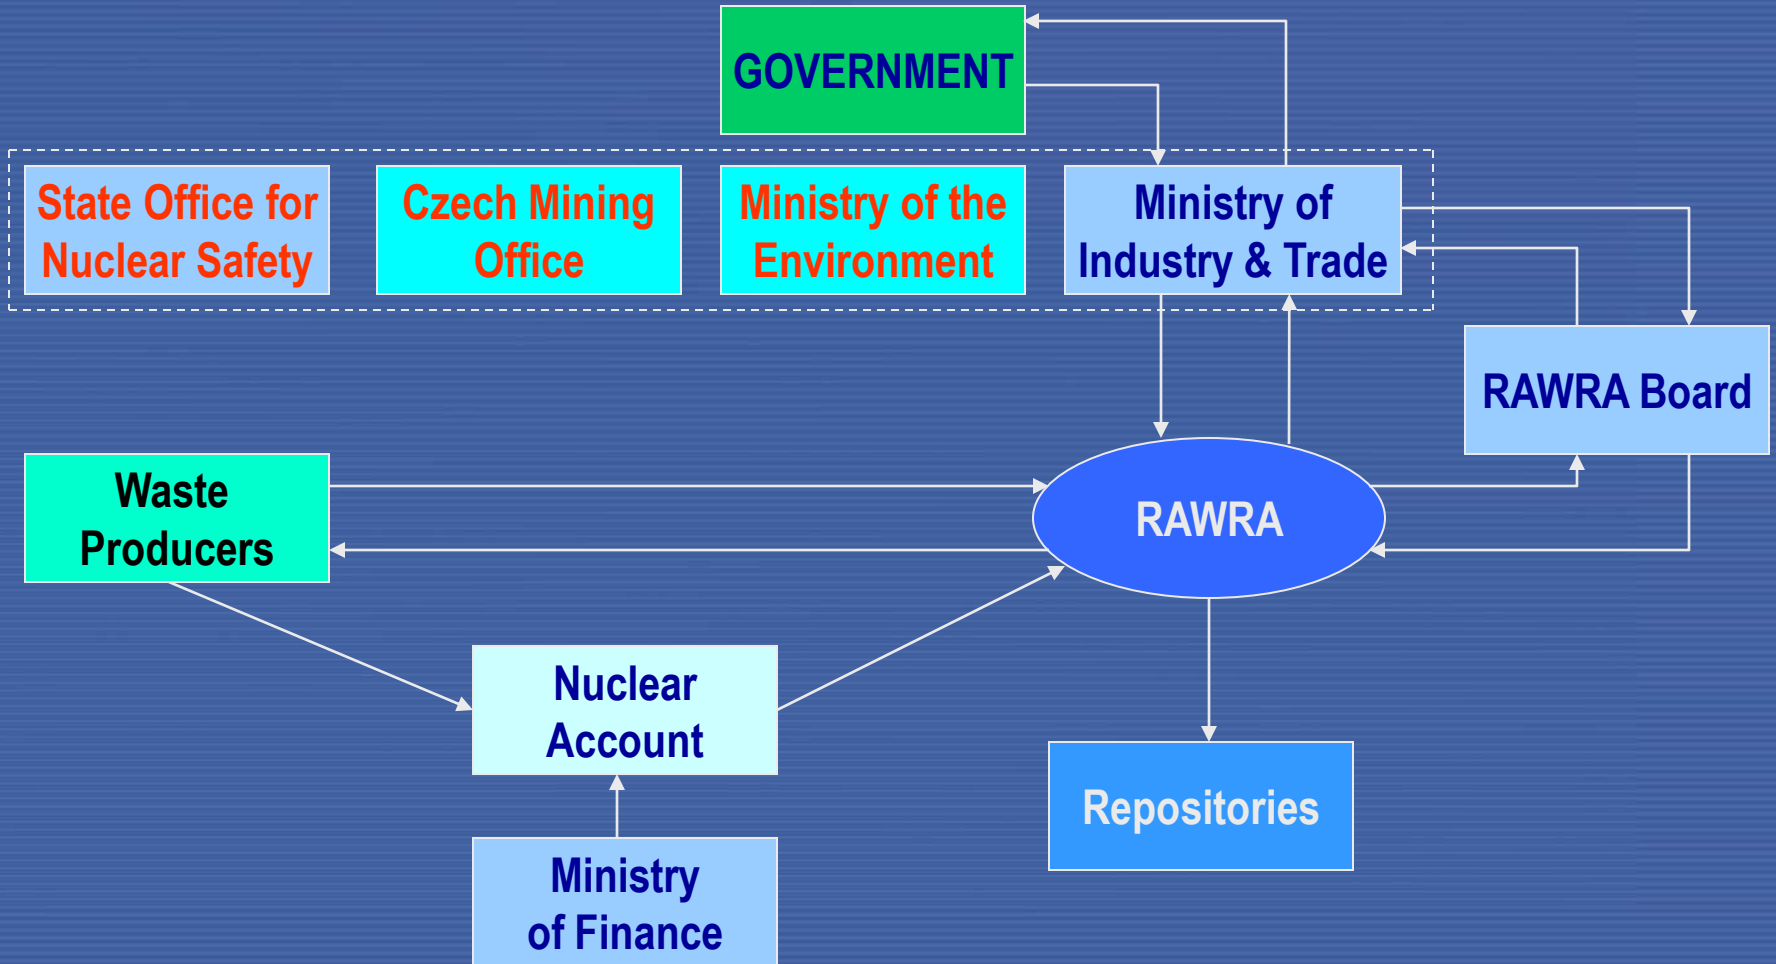 GOVERNMENT
State Office for
Nuclear Safety
Czech Mining
Office
Ministry of the
Environment
Ministry of
Industry & Trade
RAWRA Board
Waste
Producers
RAWRA
Nuclear
Account
Repositories
Ministry
of Finance